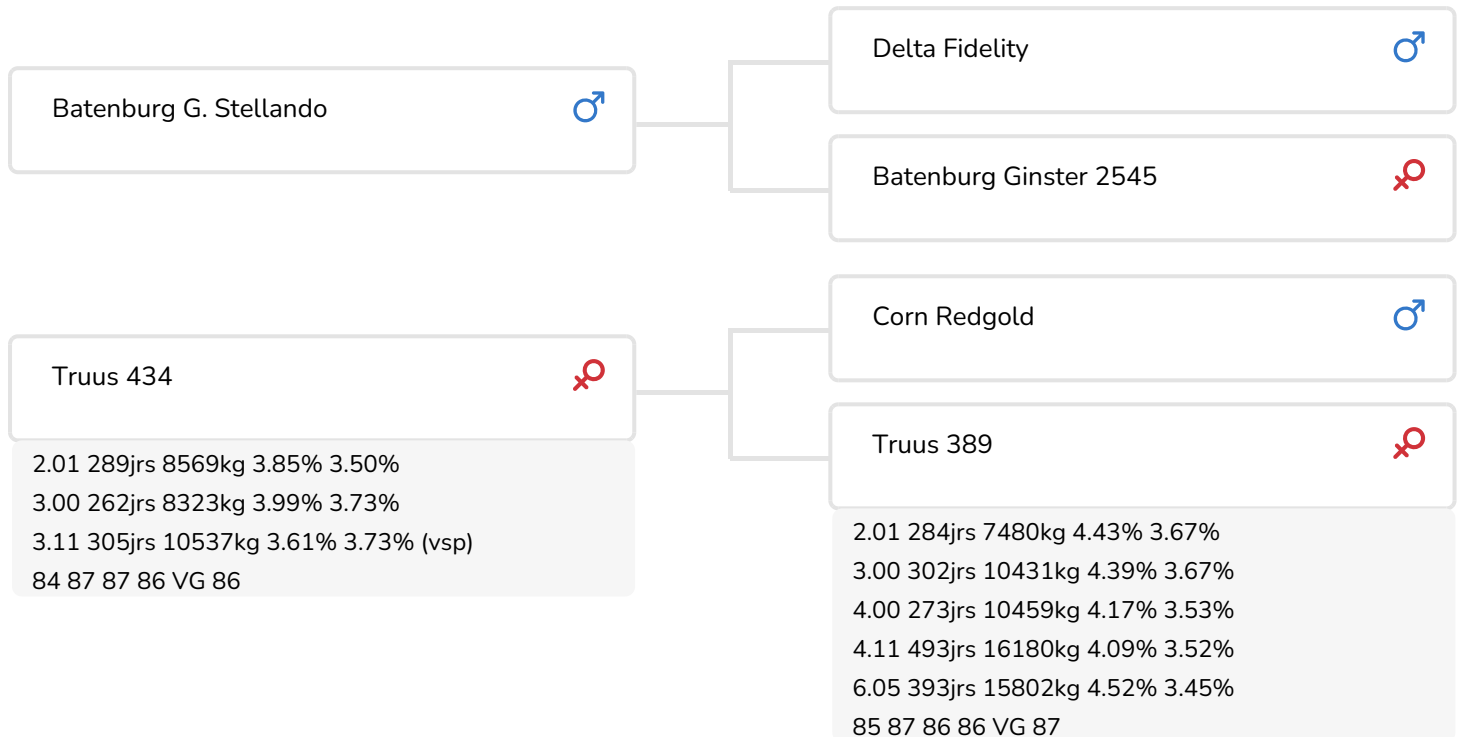 Batenburg G. Stellando
Delta Fidelity
Batenburg Ginster 2545
Truus 434
2.01 289jrs 8569kg 3.85% 3.50%
3.00 262jrs 8323kg 3.99% 3.73%
3.11 305jrs 10537kg 3.61% 3.73% (vsp)
84 87 87 86 VG 86
Corn Redgold
Truus 389
2.01 284jrs 7480kg 4.43% 3.67%
3.00 302jrs 10431kg 4.39% 3.67%
4.00 273jrs 10459kg 4.17% 3.53%
4.11 493jrs 16180kg 4.09% 3.52%
6.05 393jrs 15802kg 4.52% 3.45%
85 87 86 86 VG 87